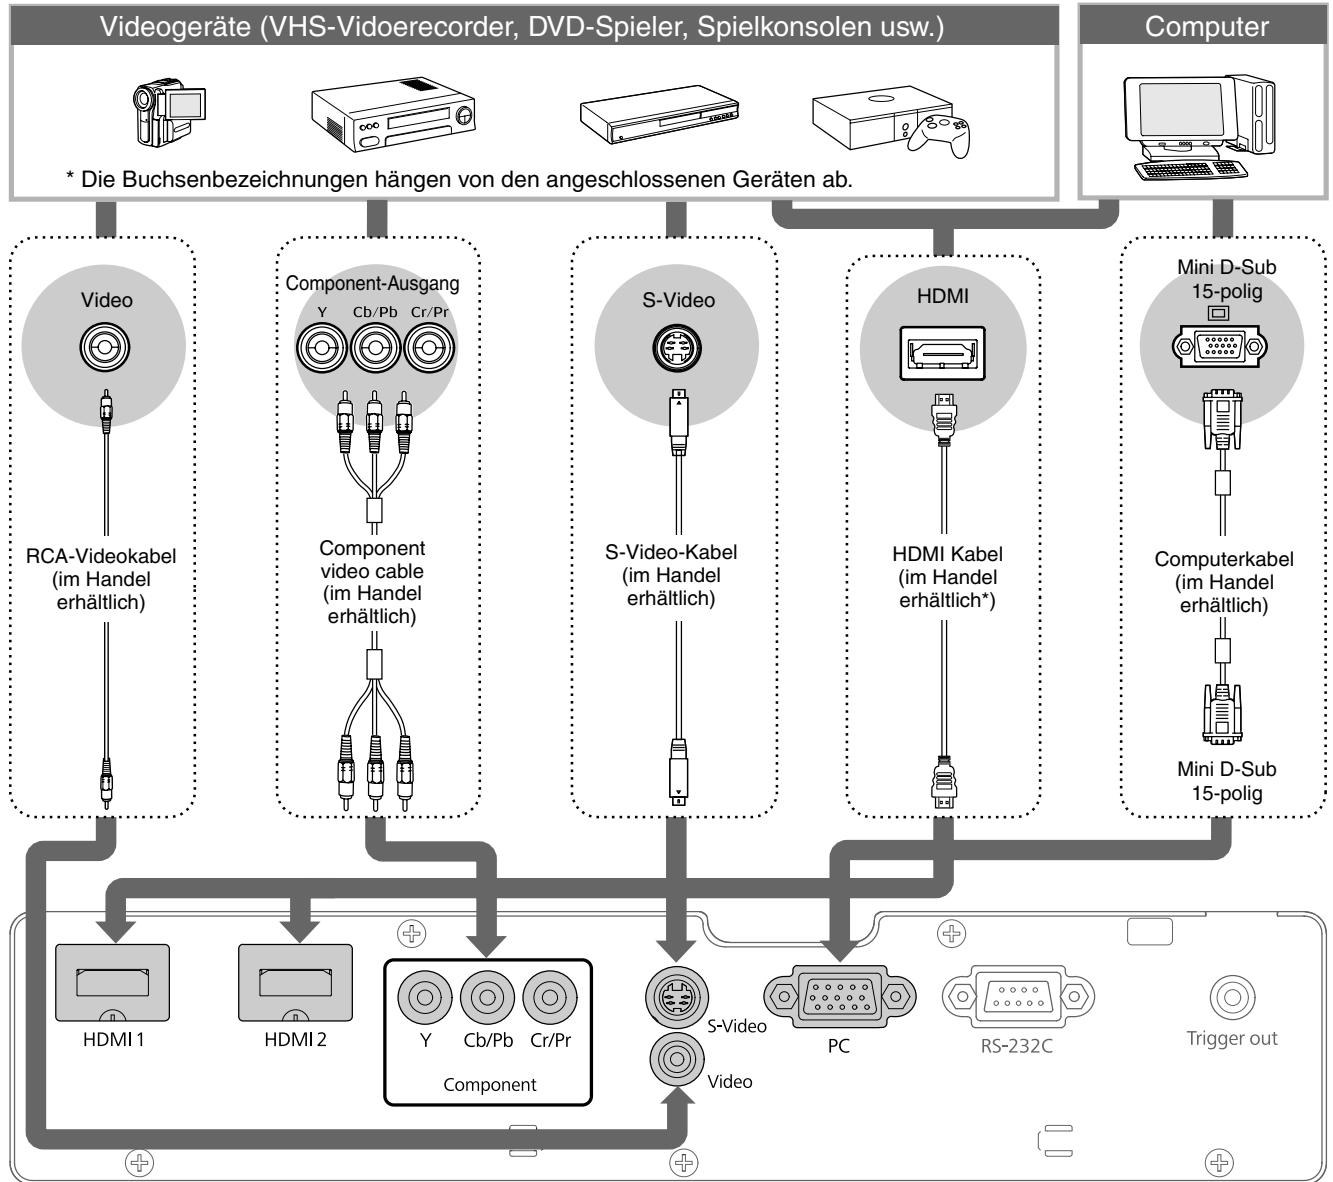 Videogeräte (VHS-Vidoerecorder, DVD-Spieler, Spielkonsolen usw.)
Computer
* Die Buchsenbezeichnungen hängen von den angeschlossenen Geräten ab.
Video
Component-Ausgang
Y Cb/Pb Cr/Pr
S-Video
HDMI
Mini D-Sub
15-polig
RCA-Videokabel
(im Handel
erhältlich)
Component
video cable
(im Handel
erhältlich)
S-Video-Kabel
(im Handel
erhältlich)
HDMI Kabel
(im Handel
erhältlich*)
Computerkabel
(im Handel
erhältlich)
Mini D-Sub
15-polig
HDMI 1
HDMI 2
Y Cb/Pb Cr/Pr
Component
S-Video
Video
PC
RS-232C
Trigger out